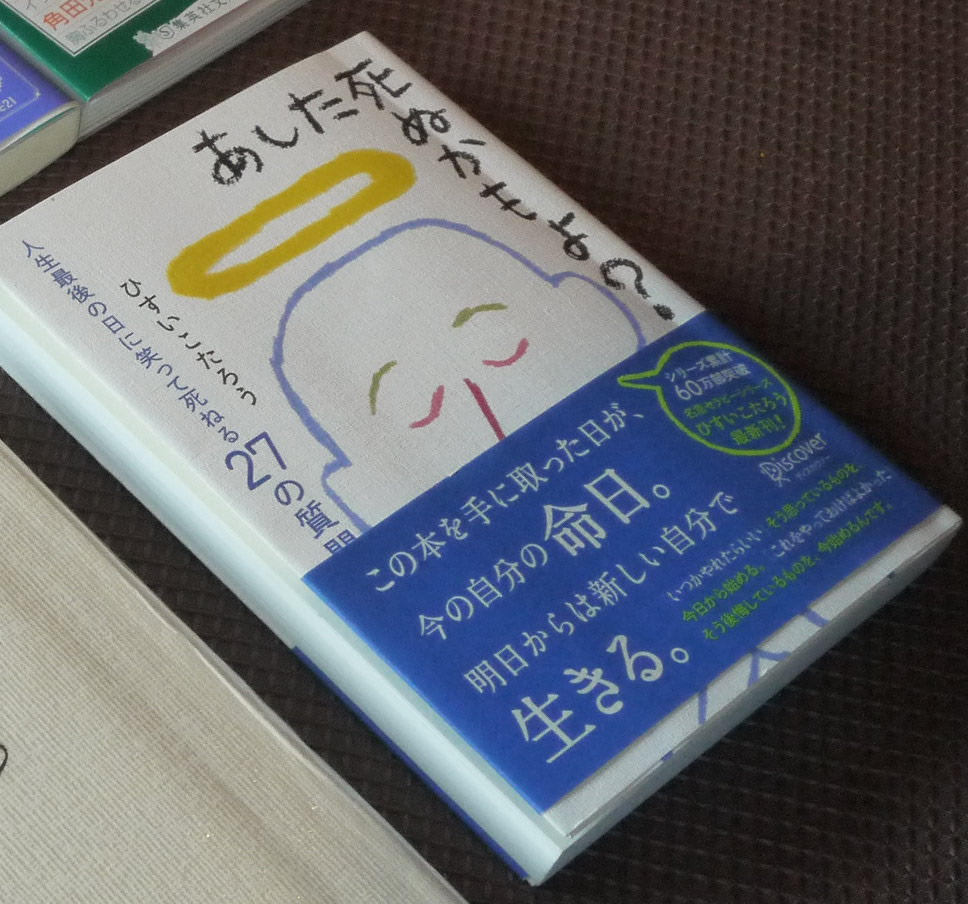 集英社文
あした死ぬかもよ?
ひすいこたろう
人生最後の日に笑って死ねる
27の質問
シリーズ累計
60万部突破
名言セラピーシリーズ
ひすいこたろう
最新刊!
Discover
この本を手に取った日が、
今の自分の命日。
明日からは新しい自分で
生きる。
いつかやれたらいい そう思っているものを、
今日から始める。 これをやってあげればよかった
そう後悔しているものを、今始めるんです。